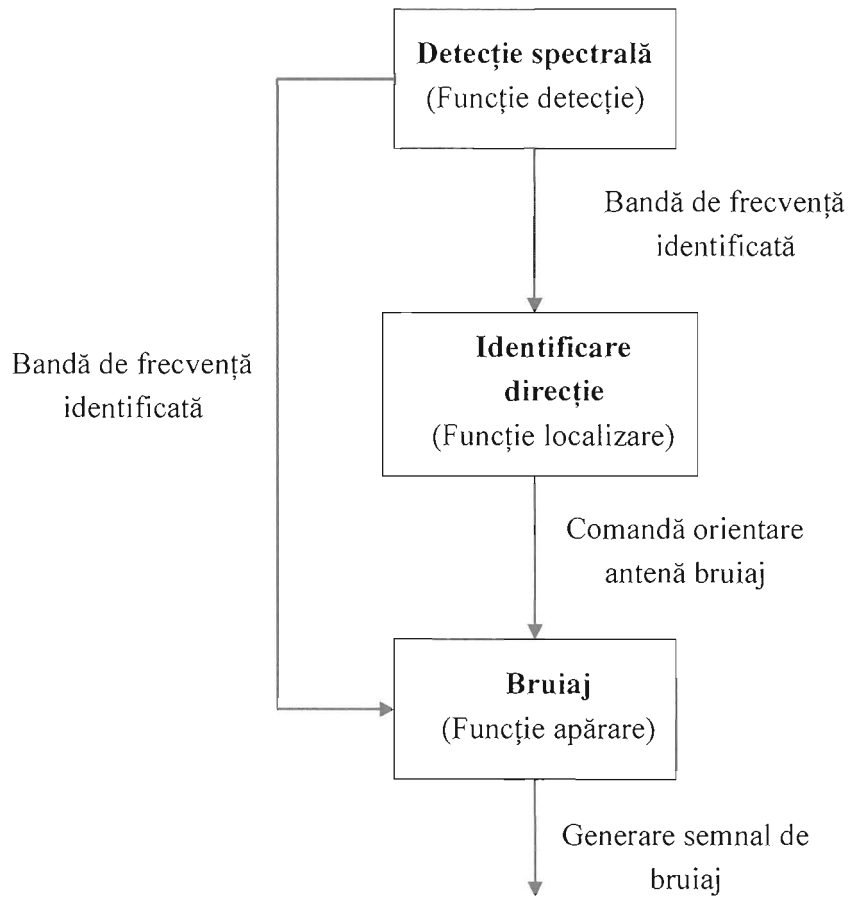 Detecție spectrală
(Funcție detecție)
Bandă de frecvență
identificată
Identificare
direcție
(Funcție localizare)
Bandă de frecvență
identificată
Comandă orientare
antenă bruiaj
Bruiaj
(Funcție apărare)
Generare semnal de
bruiaj